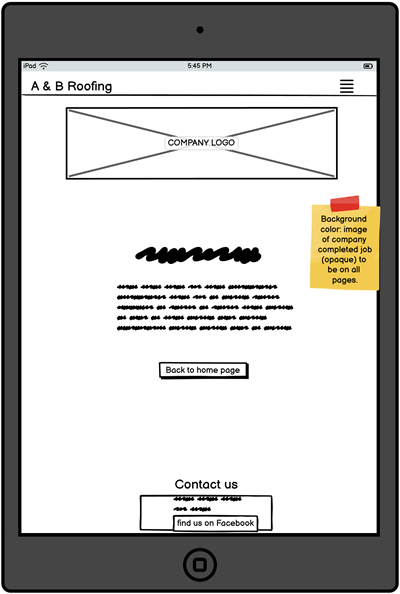 iPad
5:45 PM
A & B Roofing
COMPANY LOGO
Background
color: image
of company
completed job
(opaque) to
be on all
pages.
Back to home page
Contact us
find us on Facebook